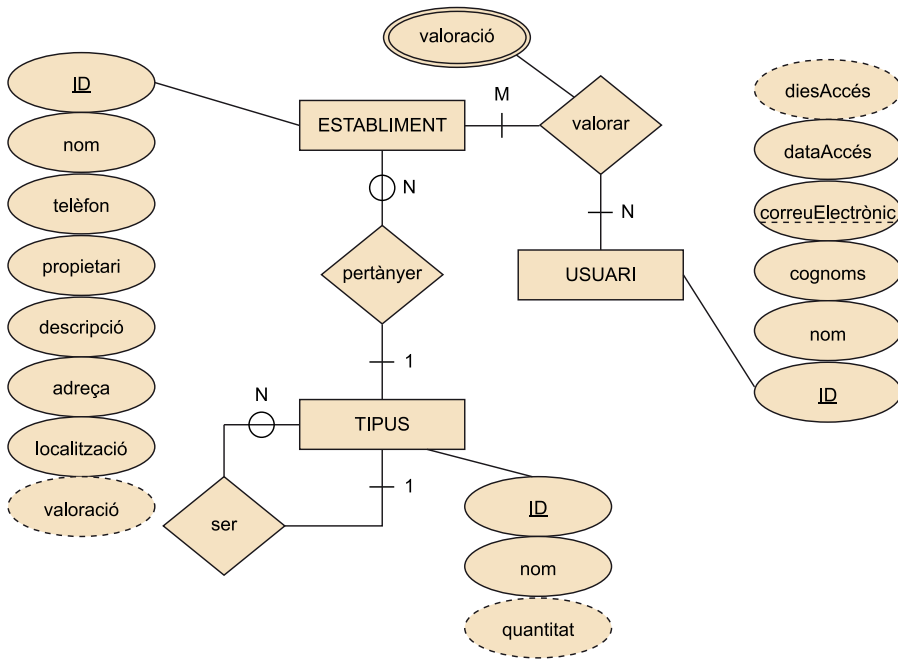 valoració
ID
nom
telèfon
propietari
descripció
adreça
localització
valoració
ESTABLIMENT
M
valorar
N
USUARI
diesAccés
dataAccés
correuElectrònic
cognoms
nom
ID
N
pertànyer
1
TIPUS
N
1
ser
ID
nom
quantitat